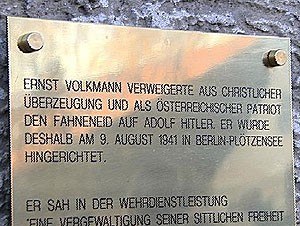 ERNST VOLKMANN VERWEIGERTE AUS CHRISTLICHER
ÜBERZEUGUNG UND ALS ÖSTERREICHISCHER PATRIOT
DEN FAHNENEID AUF ADOLF HITLER. ER WURDE
DESHALB AM 9. AUGUST 1941 IN BERLIN-PLÖTZENSEE
HINGERICHTET.
ER SAH IN DER WEHRDIENSTLEISTUNG
"EINE VERGEWALTIGUNG SEINER SITTLICHEN FREIHEIT